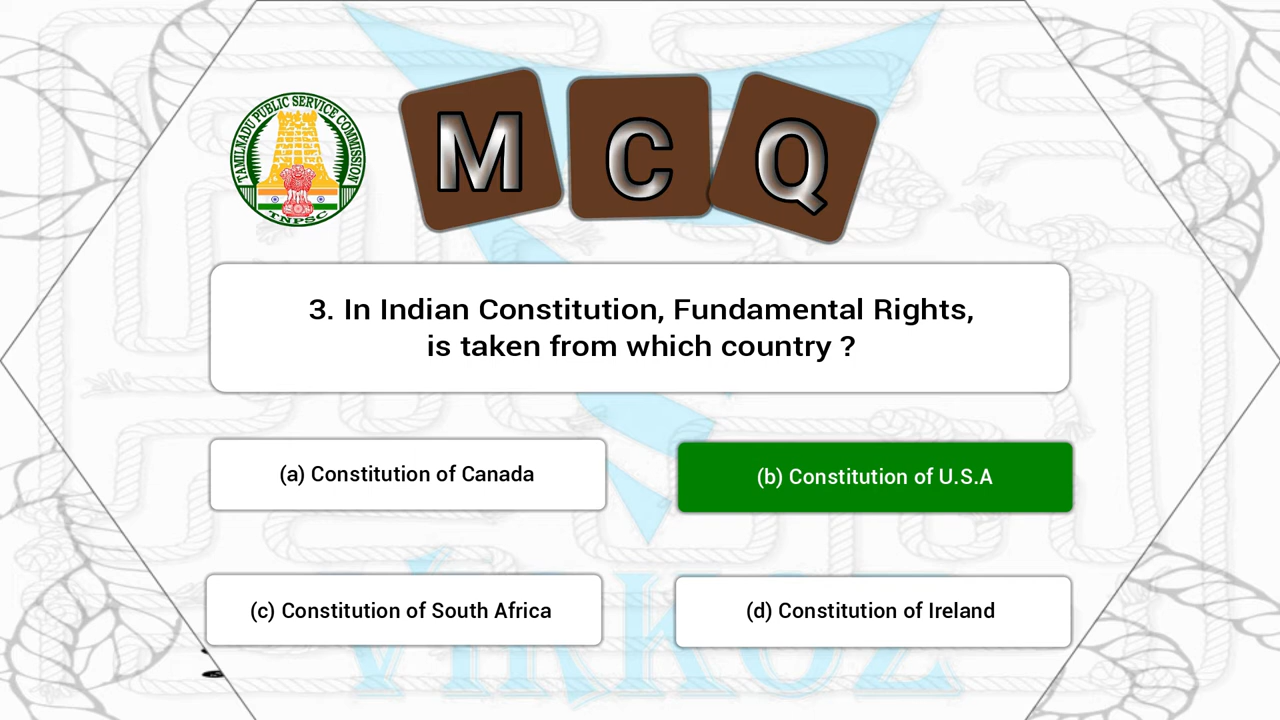 TAMILNADU PUBLIC SERVICE COMMISSION
TNPSC
M C Q
3. In Indian Constitution, Fundamental Rights,
is taken from which country ?
(a) Constitution of Canada
(b) Constitution of U.S.A
(c) Constitution of South Africa
(d) Constitution of Ireland